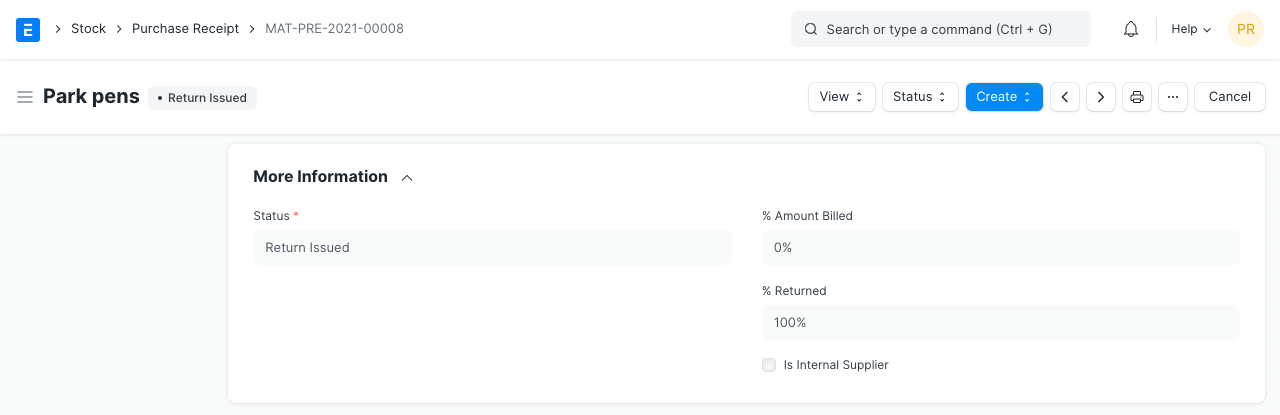 E Stock Purchase Receipt MAT-PRE-2021-00008 Search or type a command (Ctrl + G) Help PR
Park pens • Return Issued View Status Create ··· Cancel
More Information
Status * % Amount Billed
Return Issued 0%
% Returned
100%
Is Internal Supplier